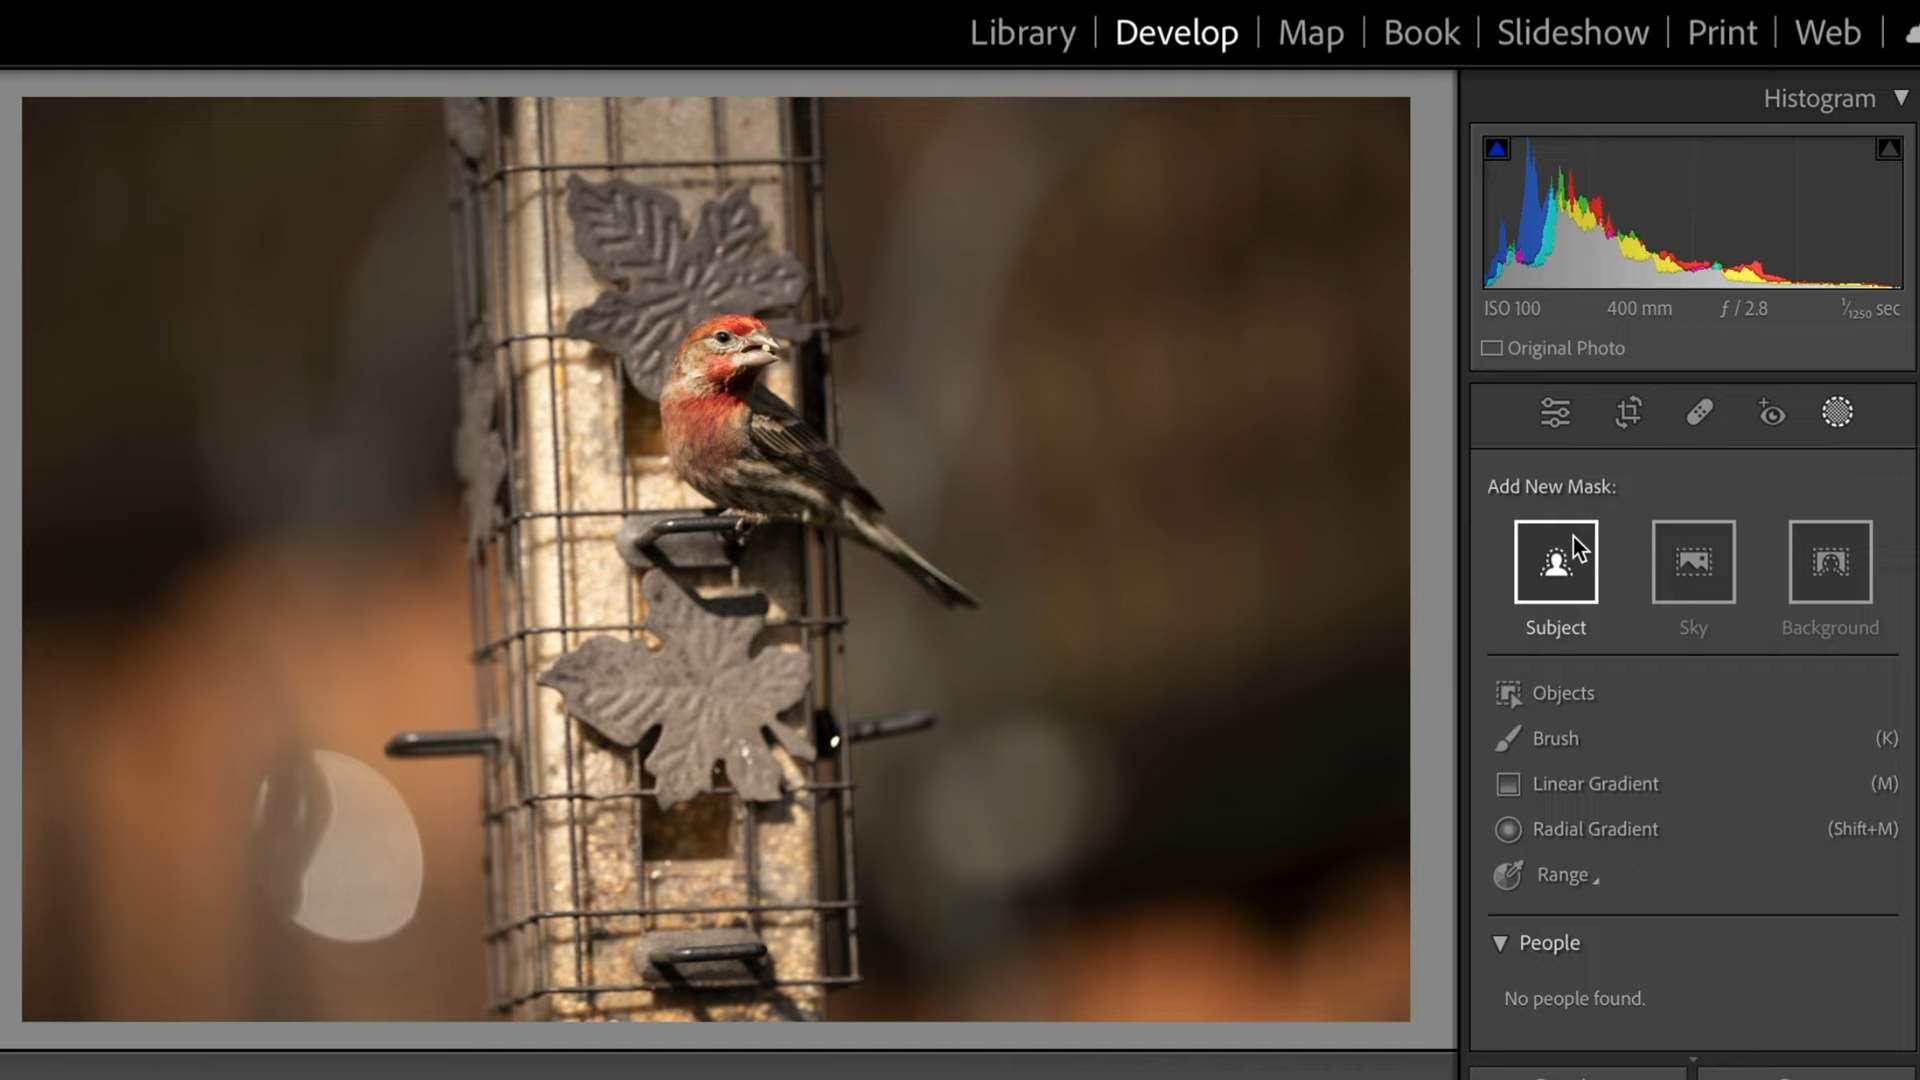 Library | Develop | Map | Book | Slideshow | Print | Web |
Histogram
ISO 100 400 mm ƒ / 2.8 1/1250 sec
Original Photo
Add New Mask:
Subject Sky Background
Objects
Brush (K)
Linear Gradient (M)
Radial Gradient (Shift+M)
Range
People
No people found.